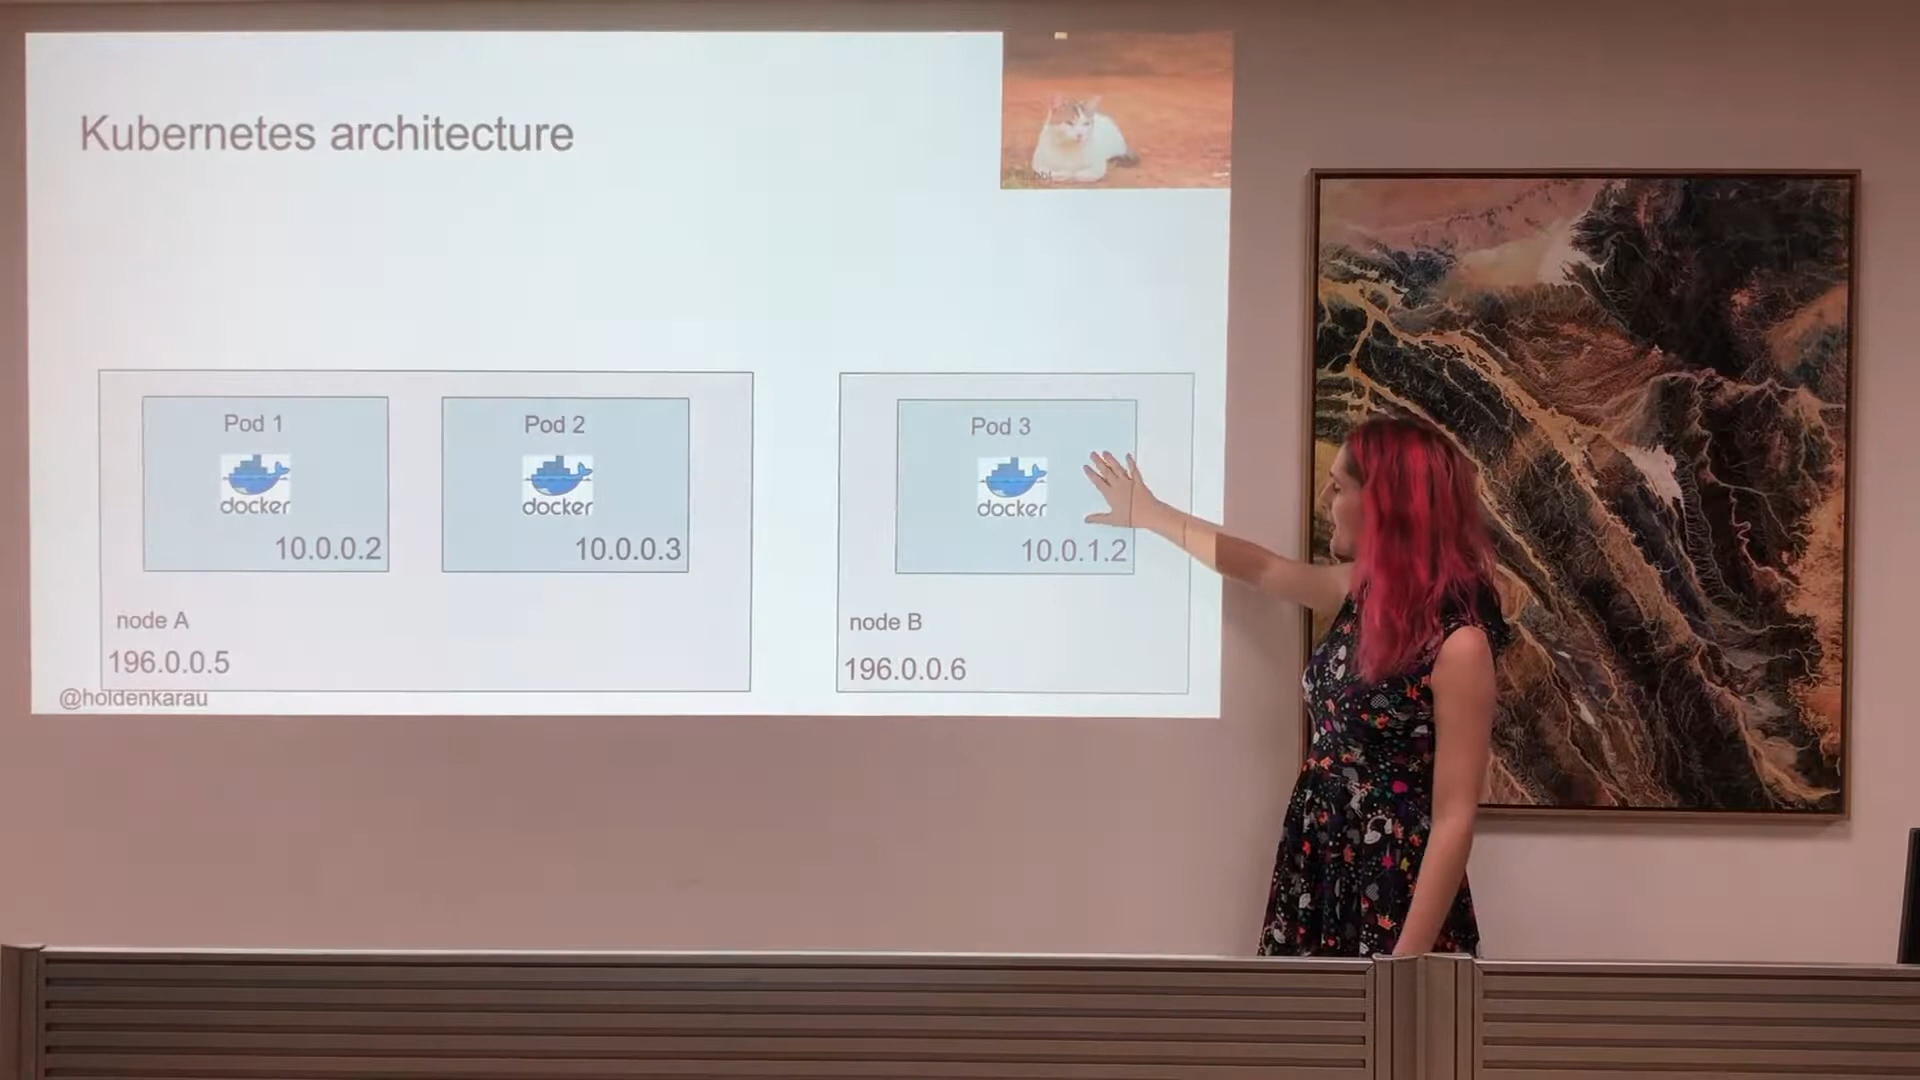 Kubernetes architecture
Pod 1
docker
10.0.0.2
Pod 2
docker
10.0.0.3
node A
196.0.0.5
Pod 3
docker
10.0.1.2
node B
196.0.0.6
@holdenkarau